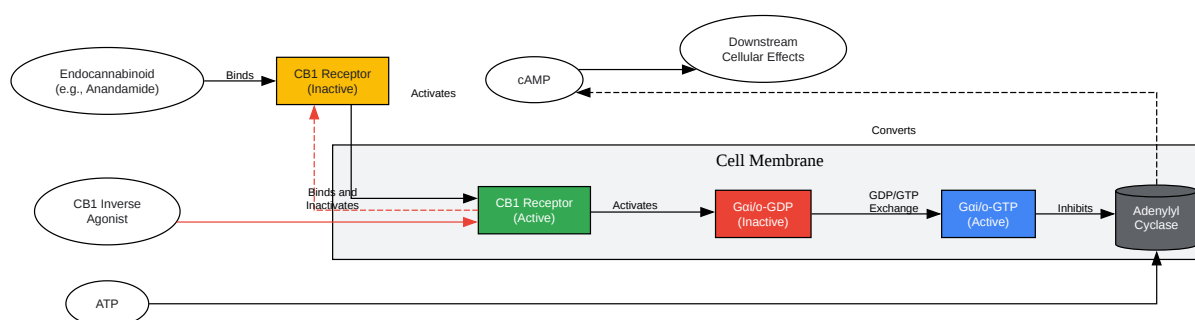 Downstream
Cellular Effects
Endocannabinoid
(e.g., Anandamide)
Binds
CB1 Receptor
(Inactive)
Activates
cAMP
Converts
Cell Membrane
CB1 Inverse
Agonist
Binds and
Inactivates
CB1 Receptor
(Active)
Activates
Gαi/o-GDP
(Inactive)
GDP/GTP
Exchange
Gαi/o-GTP
(Active)
Inhibits
Adenylyl
Cyclase
ATP